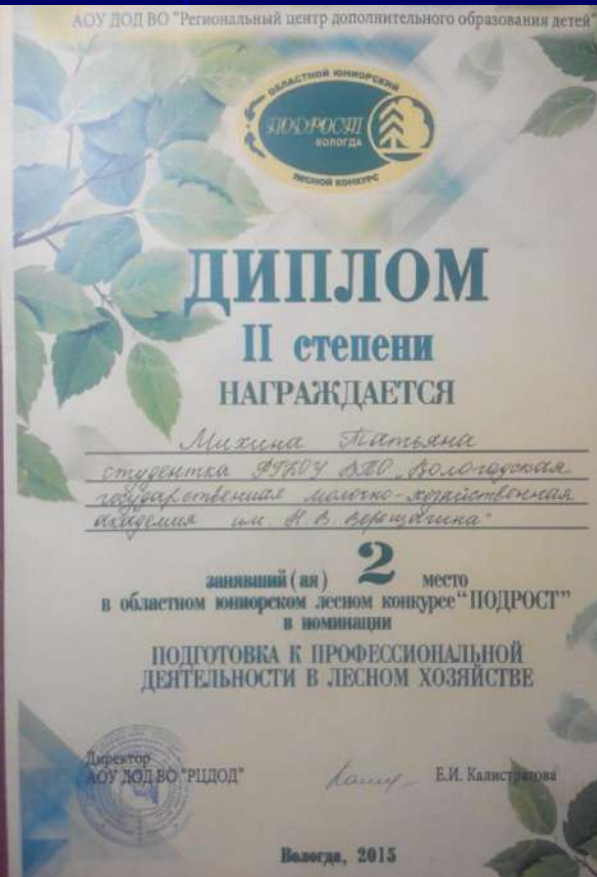 АОУ ДОД ВО "Региональный центр дополнительного образования детей"
ОБЛАСТНОЙ ЮНИОРСКИЙ
ПОДРОСТ
ВОЛОГДА
ЛЕСНОЙ КОНКУРС
ДИПЛОМ
II степени
НАГРАЖДАЕТСЯ
Михина Татьяна
студентка ФГБОУ ВПО "Вологодская
государственная молочно-хозяйственная
академия им. Н.В. Верещагина"
занявший (ая) 2 место
в областном юниорском лесном конкурсе "ПОДРОСТ"
в номинации
ПОДГОТОВКА К ПРОФЕССИОНАЛЬНОЙ
ДЕЯТЕЛЬНОСТИ В ЛЕСНОМ ХОЗЯЙСТВЕ
Директор
АОУ ДОД ВО "РЦДОД"
Е.И. Калистратова
Вологда, 2015